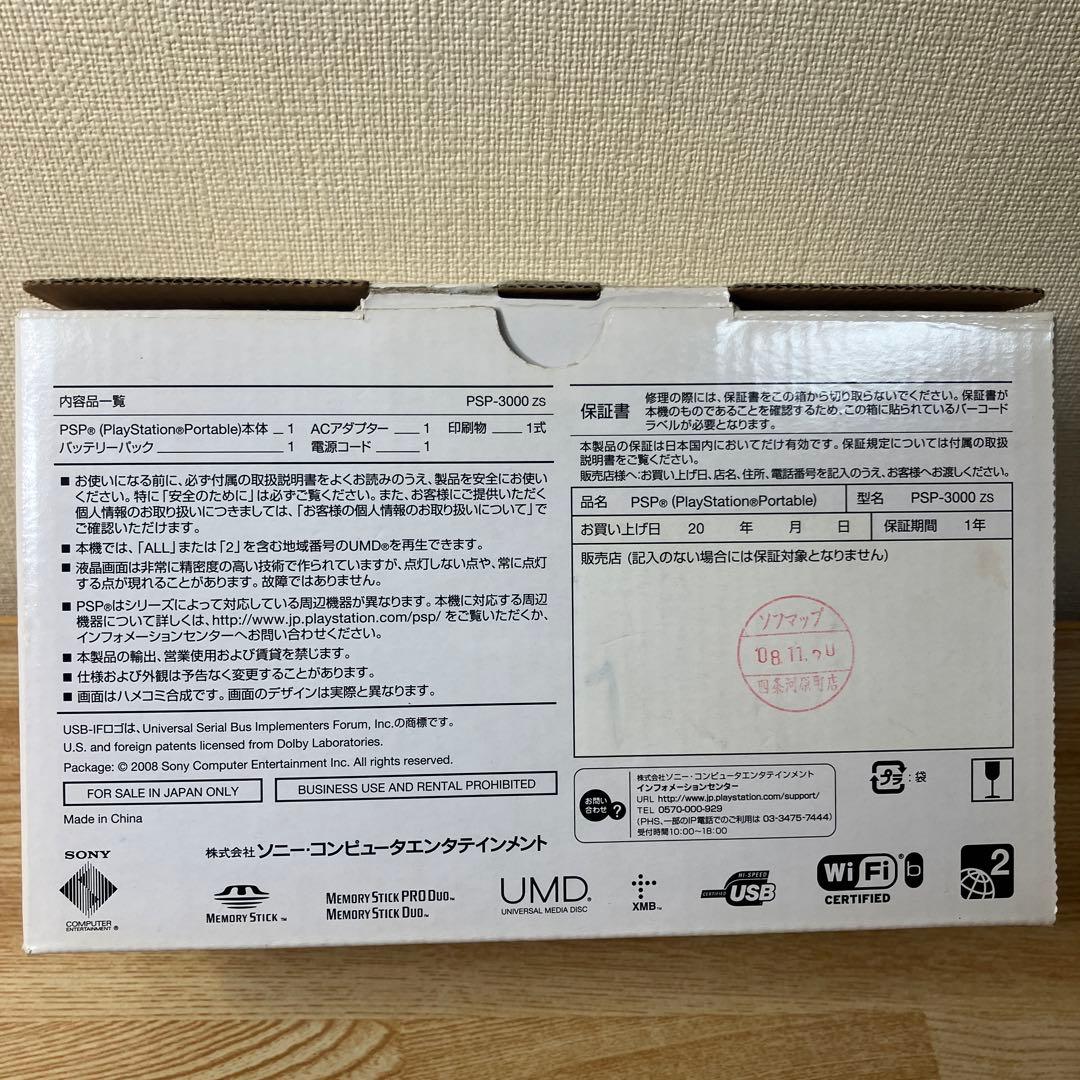 内容品一覧 PSP-3000 ZS
PSP® (PlayStation®Portable)本体 1 ACアダプター 1 印刷物 1式
バッテリーパック 1 電源コード 1
■ お使いになる前に、必ず付属の取扱説明書をよくお読みのうえ、製品を安全にお使い
ください。特に「安全のために」は必ずご覧ください。また、お客様にご提供いただく
個人情報のお取り扱いにつきましては、「お客様の個人情報のお取り扱いについて」で
ご確認いただけます。
■ 本機では、「ALL」または「2」を含む地域番号のUMD®を再生できます。
■ 液晶画面は非常に精密度の高い技術で作られていますが、点灯しない点や、常に点灯
する点が現れることがあります。故障ではありません。
■ PSP®はシリーズによって対応している周辺機器が異なります。本機に対応する周辺
機器について詳しくは、http://www.jp.playstation.com/psp/ をご覧いただくか、
インフォメーションセンターへお問い合わせください。
■ 本製品の輸出、営業使用および賃貸を禁じます。
■ 仕様および外観は予告なく変更することがあります。
■ 画面はハメコミ合成です。画面のデザインは実際と異なります。
USB-IFロゴは、Universal Serial Bus Implementers Forum, Inc.の商標です。
U.S. and foreign patents licensed from Dolby Laboratories.
Package: © 2008 Sony Computer Entertainment Inc. All rights reserved.
FOR SALE IN JAPAN ONLY
BUSINESS USE AND RENTAL PROHIBITED
Made in China
保証書
修理の際には、保証書をこの箱から切り取らないでください。保証書が
本機のものであることを確認するため、この箱に貼られているバーコード
ラベルが必要となります。
本製品の保証は日本国内においてだけ有効です。保証規定については付属の取扱
説明書をご覧ください。
販売店様へ:お買い上げ日、店名、住所、電話番号を記入のうえ、お客様へお渡しください。
品名 PSP® (PlayStation®Portable) 型名 PSP-3000 ZS
お買い上げ日 20 年 月 日 保証期間 1年
販売店 (記入のない場合には保証対象となりません)
ソフマップ
'08.11.20
四条河原町店
お問い
合わせ ?
株式会社ソニー・コンピュータエンタテインメント
インフォメーションセンター
URL http://www.jp.playstation.com/support/
TEL 0570-000-929
(PHS、一部のIP電話でのご利用は 03-3475-7444)
受付時間10:00~18:00
プラ : 袋
SONY
COMPUTER
ENTERTAINMENT ®
株式会社 ソニー・コンピュータエンタテインメント
MEMORY STICK ™
MEMORY STICK PRO DUO™
MEMORY STICK DUO™
UMD®
UNIVERSAL MEDIA DISC
XMB™
HI-SPEED
CERTIFIED USB
Wi Fi ® b
CERTIFIED
2